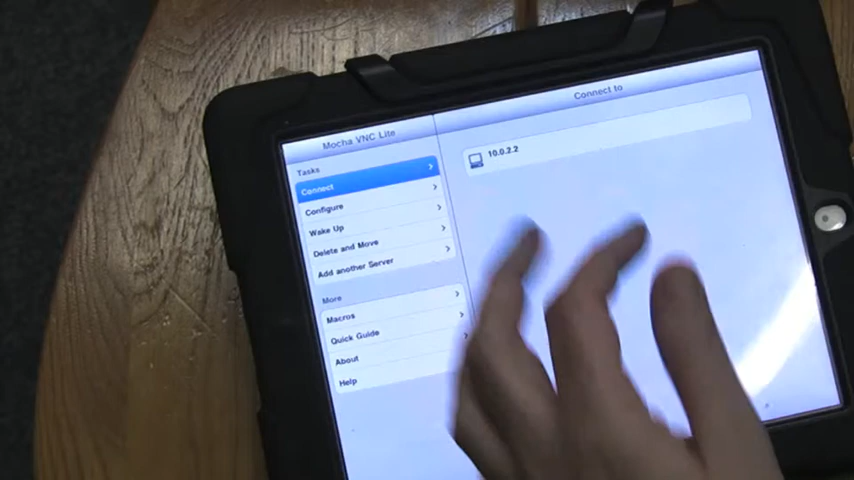 Mocha VNC Lite
Connect to
Tasks
Connect
Configure
Wake Up
Delete and Move
Add another Server
More
Macros
Quick Guide
About
Help
10.0.2.2